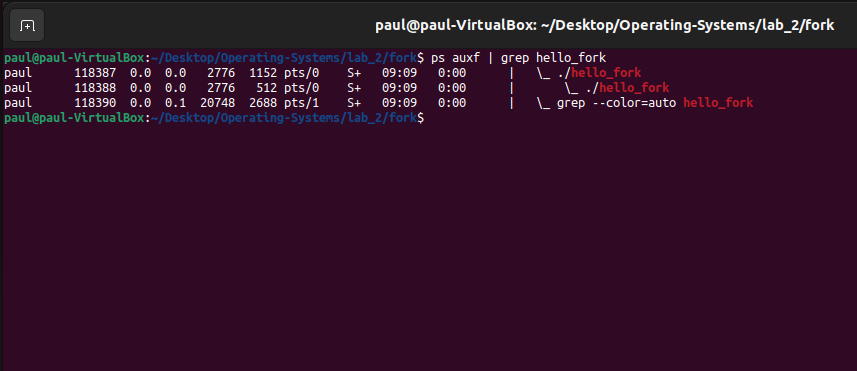 paul@paul-VirtualBox: ~/Desktop/Operating-Systems/lab_2/fork
paul@paul-VirtualBox:~/Desktop/Operating-Systems/lab_2/fork$ ps auxf | grep hello_fork
paul      118387  0.0  0.0   2776  1152 pts/0    S+   09:09   0:00      |   \_ ./hello_fork
paul      118388  0.0  0.0   2776   512 pts/0    S+   09:09   0:00      |       \_ ./hello_fork
paul      118390  0.0  0.1  20748  2688 pts/1    S+   09:09   0:00      |   \_ grep --color=auto hello_fork
paul@paul-VirtualBox:~/Desktop/Operating-Systems/lab_2/fork$